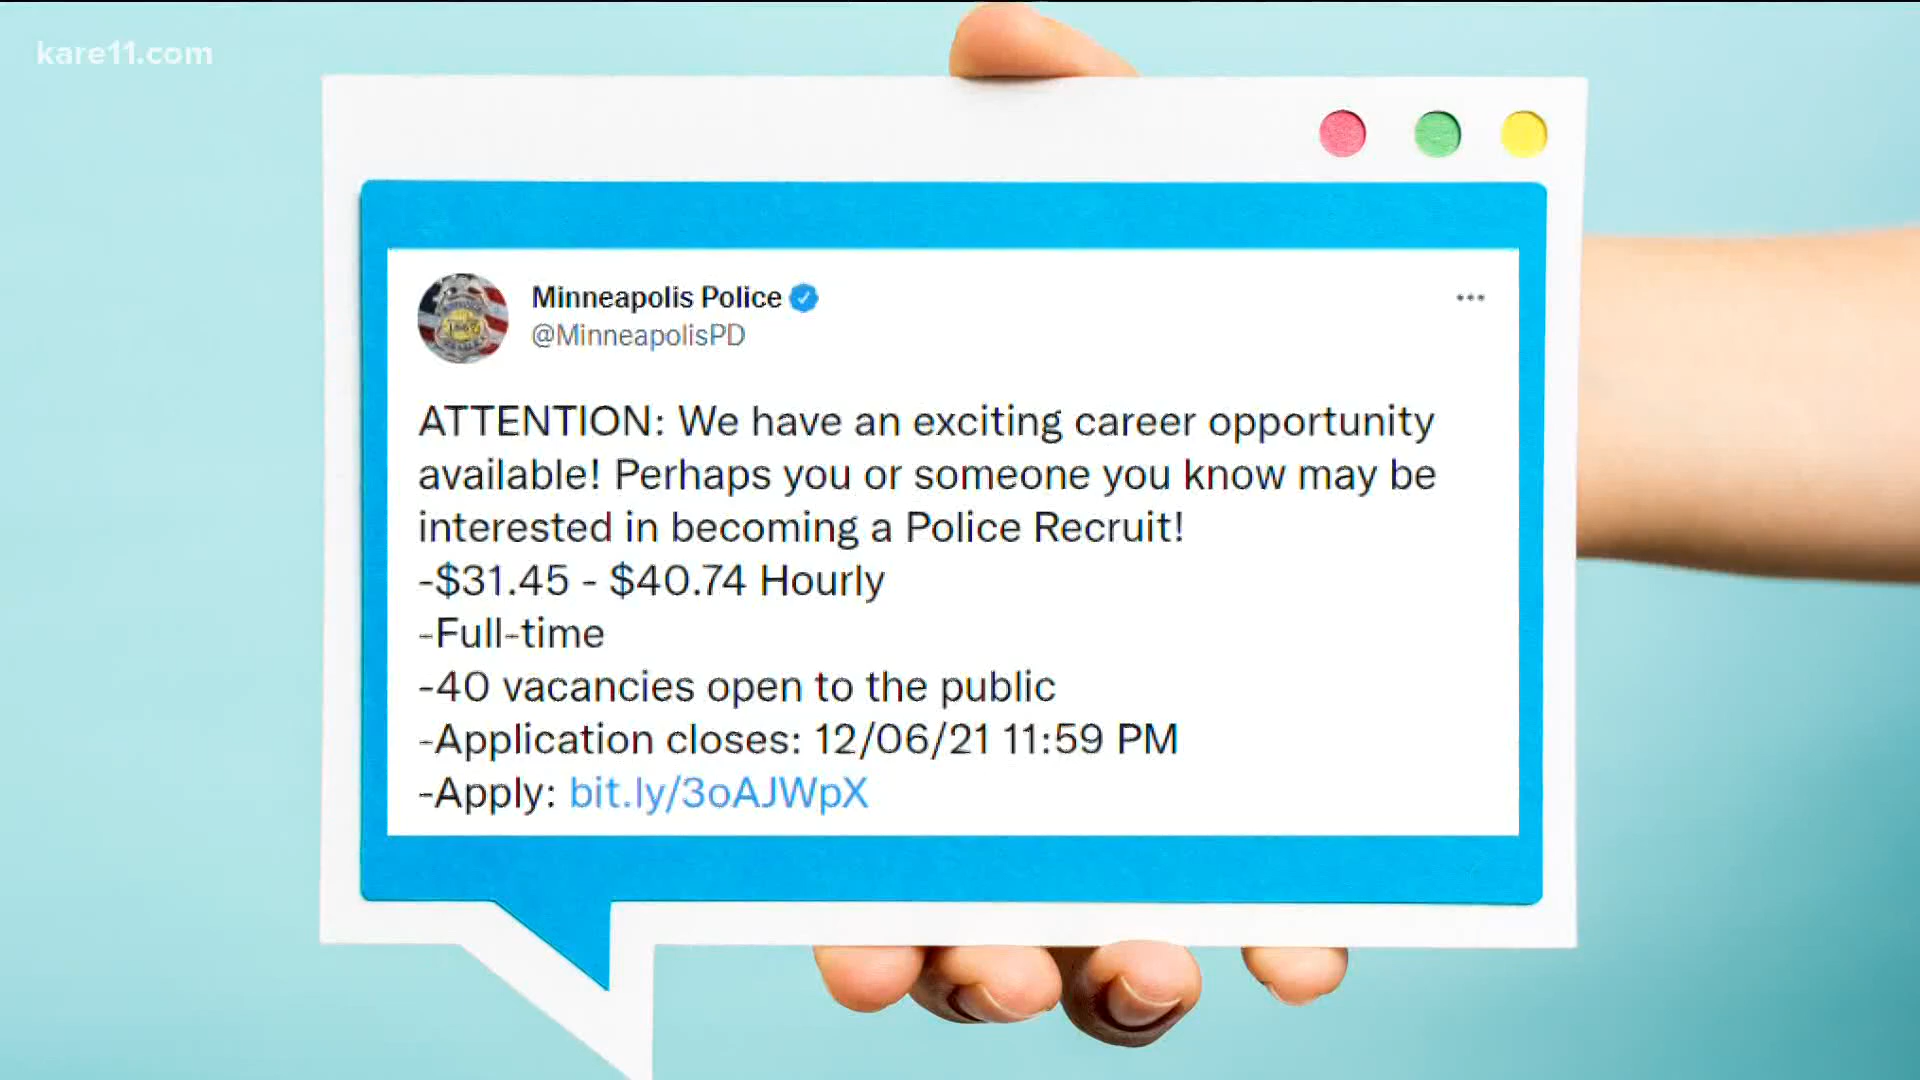 kare11.com
Minneapolis Police
@MinneapolisPD
ATTENTION: We have an exciting career opportunity
available! Perhaps you or someone you know may be
interested in becoming a Police Recruit!
-$31.45 - $40.74 Hourly
-Full-time
-40 vacancies open to the public
-Application closes: 12/06/21 11:59 PM
-Apply: bit.ly/3oAJWpX